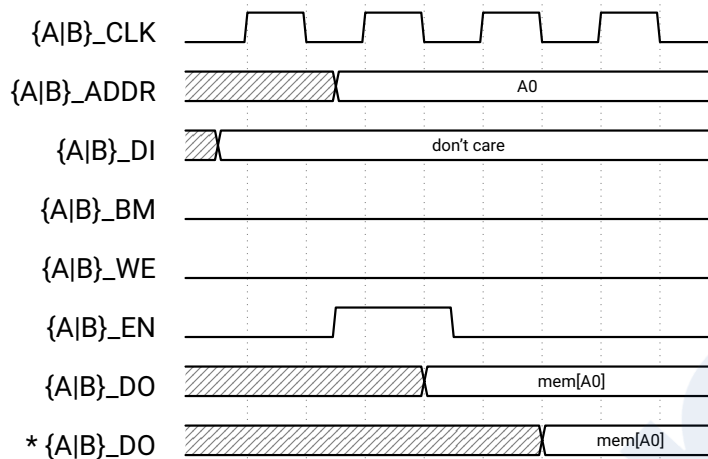 {A|B}_CLK
{A|B}_ADDR
A0
{A|B}_DI
don't care
{A|B}_BM
{A|B}_WE
{A|B}_EN
{A|B}_DO
mem[A0]
* {A|B}_DO
mem[A0]